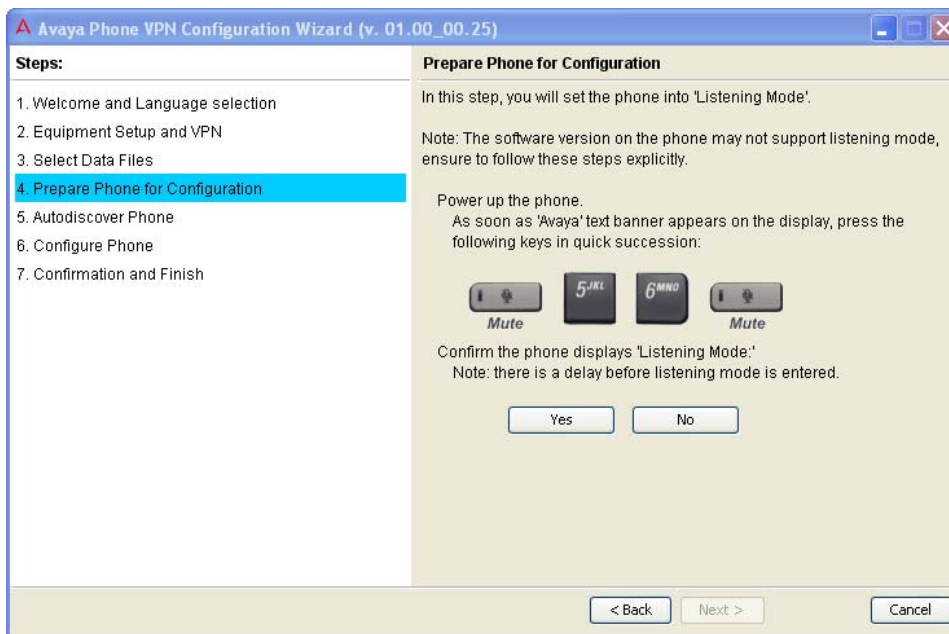 Avaya Phone VPN Configuration Wizard (v. 01.00_00.25)
Steps:
1. Welcome and Language selection
2. Equipment Setup and VPN
3. Select Data Files
4. Prepare Phone for Configuration
5. Autodiscover Phone
6. Configure Phone
7. Confirmation and Finish
Prepare Phone for Configuration
In this step, you will set the phone into 'Listening Mode'.
Note: The software version on the phone may not support listening mode,
ensure to follow these steps explicitly.
Power up the phone.
As soon as 'Avaya' text banner appears on the display, press the
following keys in quick succession:
5 JKL
6 MNO
Mute
Mute
Confirm the phone displays 'Listening Mode:'
Note: there is a delay before listening mode is entered.
Yes
No
< Back
Next >
Cancel